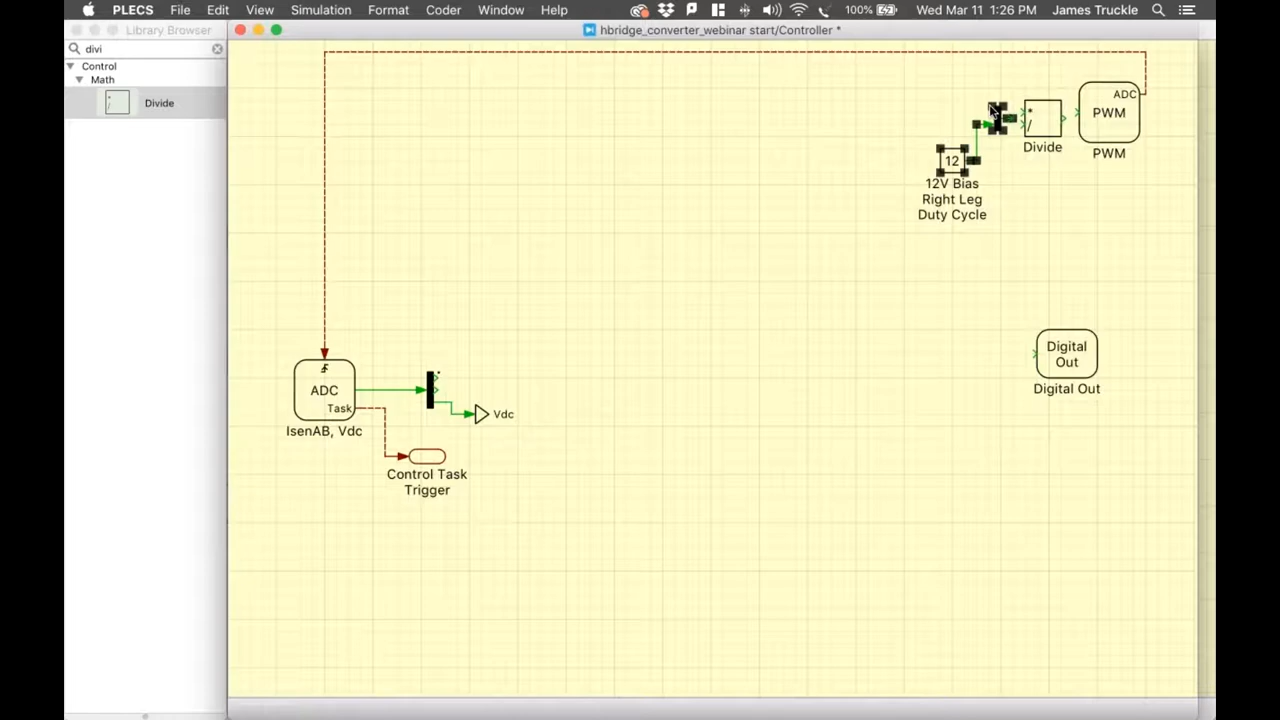 PLECS File Edit View Simulation Format Coder Window Help 100% Wed Mar 11 1:26 PM James Truckle
Library Browser
hbridge_converter_webinar start/Controller *
divi
Control
Math
Divide
* /
Divide
ADC
PWM
PWM
12
12V Bias
Right Leg
Duty Cycle
Digital
Out
Digital Out
ADC
Task
IsenAB, Vdc
Vdc
Control Task
Trigger